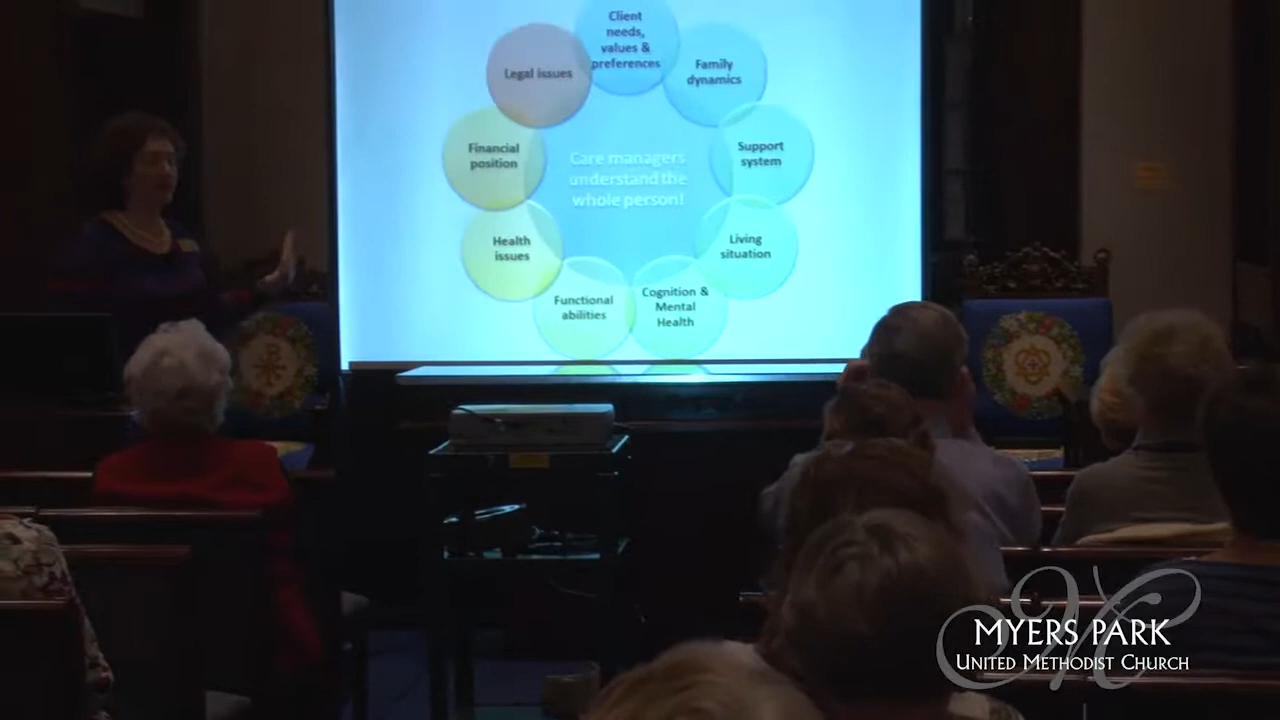 Client
needs,
values &
preferences
Family
dynamics
Support
system
Living
situation
Cognition &
Mental
Health
Functional
abilities
Health
issues
Financial
position
Legal issues
Care managers
understand the
whole person!
MYERS PARK
UNITED METHODIST CHURCH